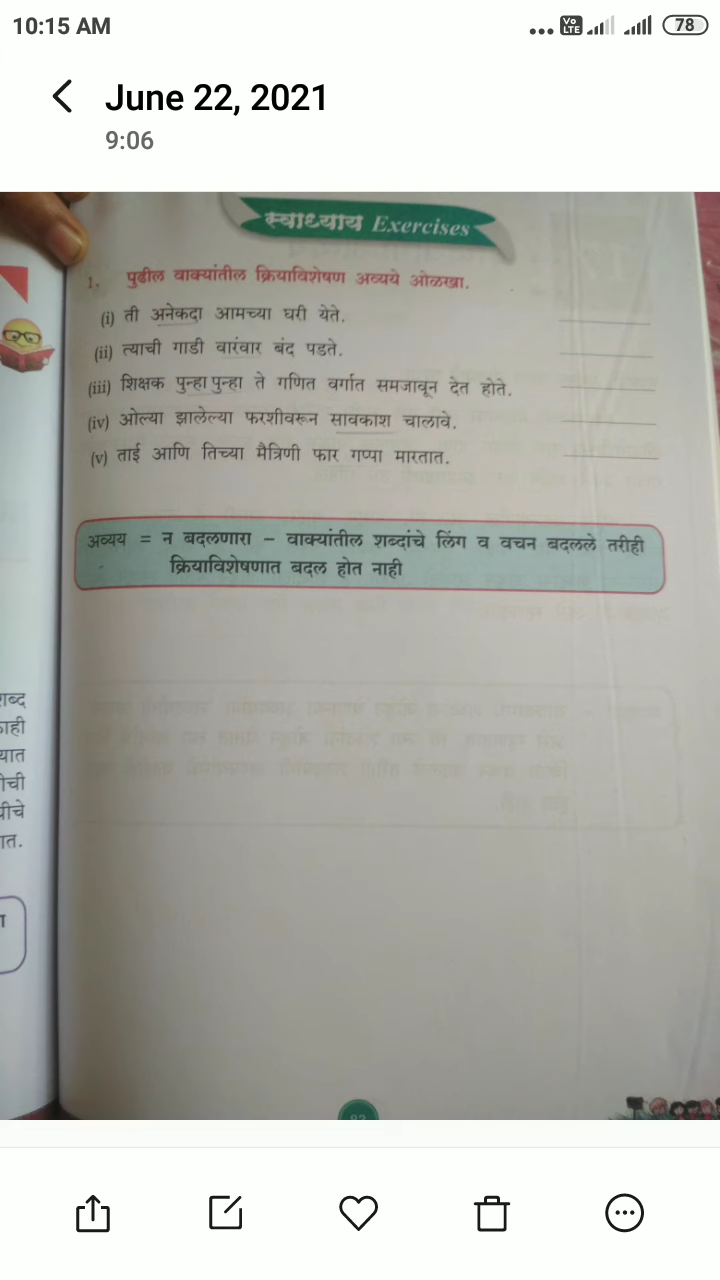 10:15 AM
Vo LTE
78
June 22, 2021
9:06
स्वाध्याय Exercises
1. पुढील वाक्यांतील क्रियाविशेषण अव्यये ओळखा.
(i) ती अनेकदा आमच्या घरी येते.
(ii) त्याची गाडी वारंवार बंद पडते.
(iii) शिक्षक पुन्हा पुन्हा ते गणित वर्गात समजावून देत होते.
(iv) ओल्या झालेल्या फरशीवरून सावकाश चालावे.
(v) ताई आणि तिच्या मैत्रिणी फार गप्पा मारतात.
अव्यय = न बदलणारा – वाक्यांतील शब्दांचे लिंग व वचन बदलले तरीही
क्रियाविशेषणात बदल होत नाही